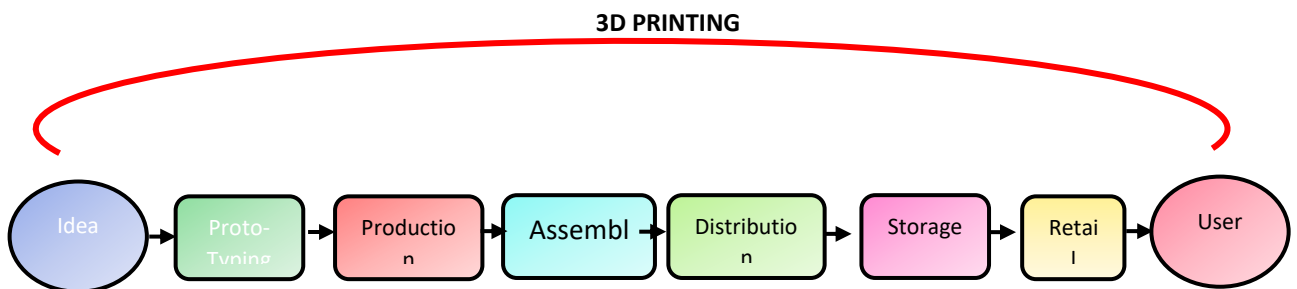 3D PRINTING
Idea
Proto-
Typing
Productio
n
Assembl
Distributio
n
Storage
Retai
l
User